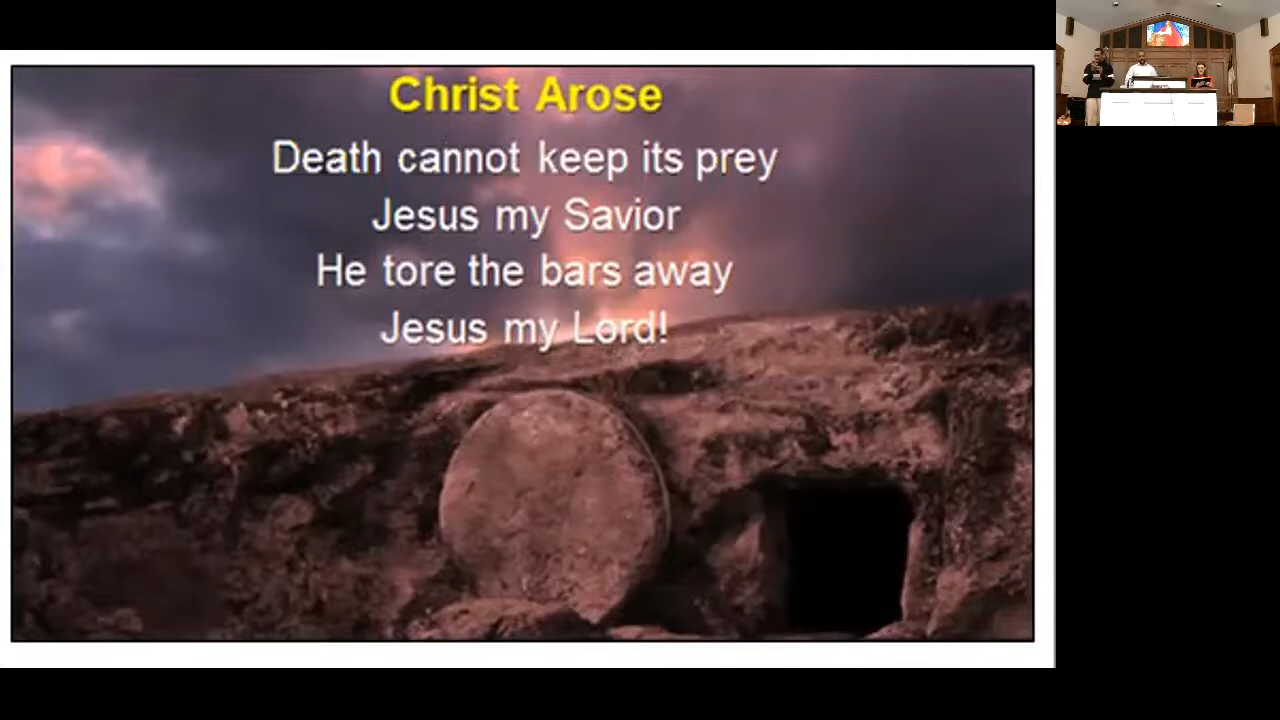 Christ Arose
Death cannot keep its prey
Jesus my Savior
He tore the bars away
Jesus my Lord!